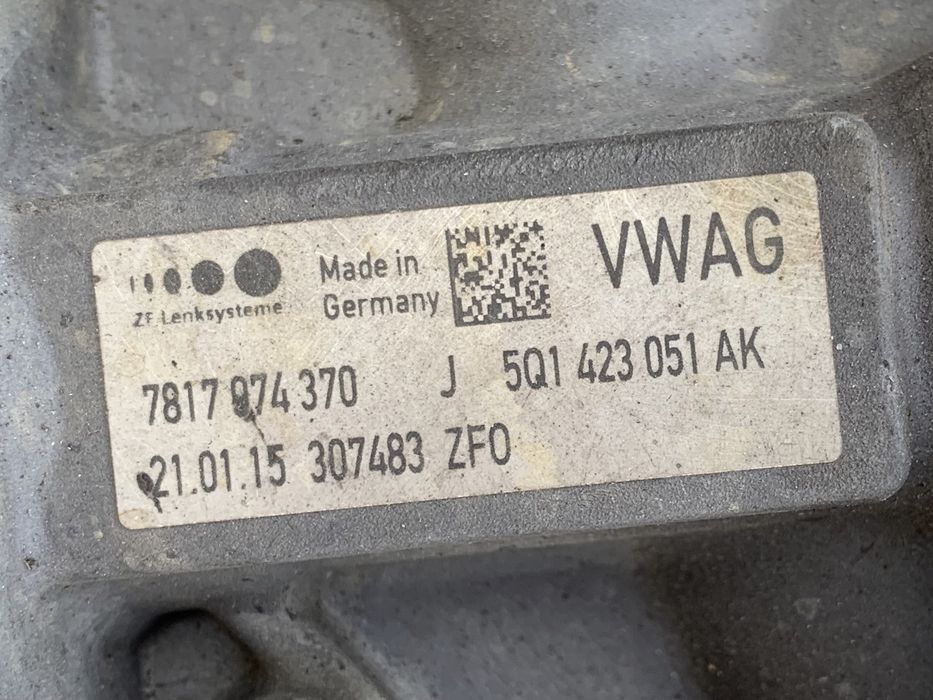 ZF Lenksysteme
Made in
Germany
VWAG
7817 974 370 J 5Q1 423 051 AK
21.01.15 307483 ZFO